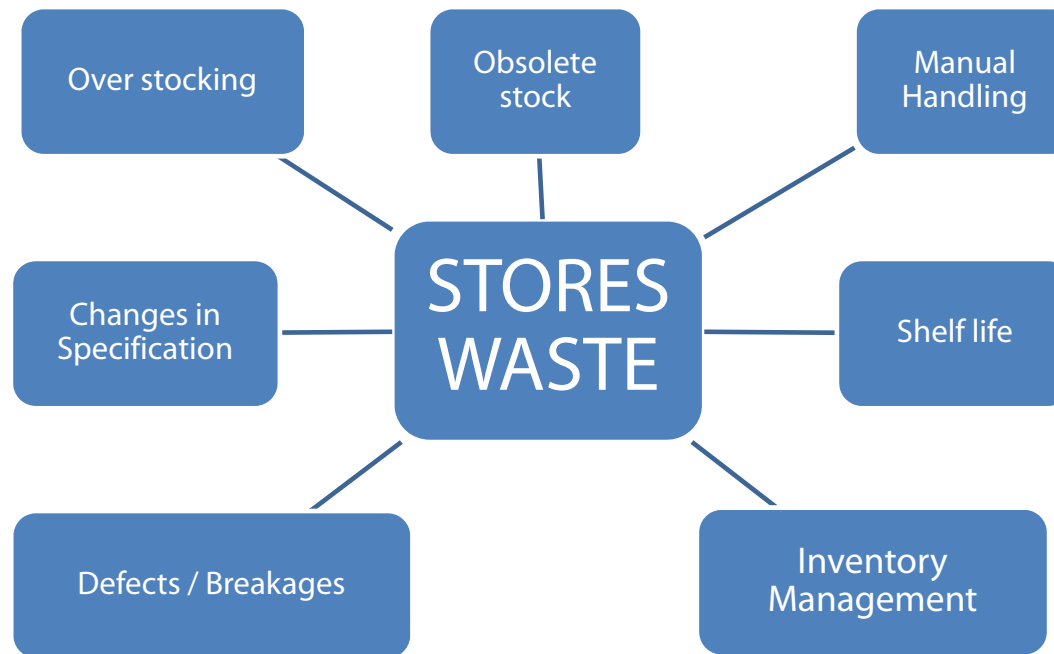 Over stocking
Obsolete
stock
Manual
Handling
STORES
WASTE
Changes in
Specification
Shelf life
Defects / Breakages
Inventory
Management